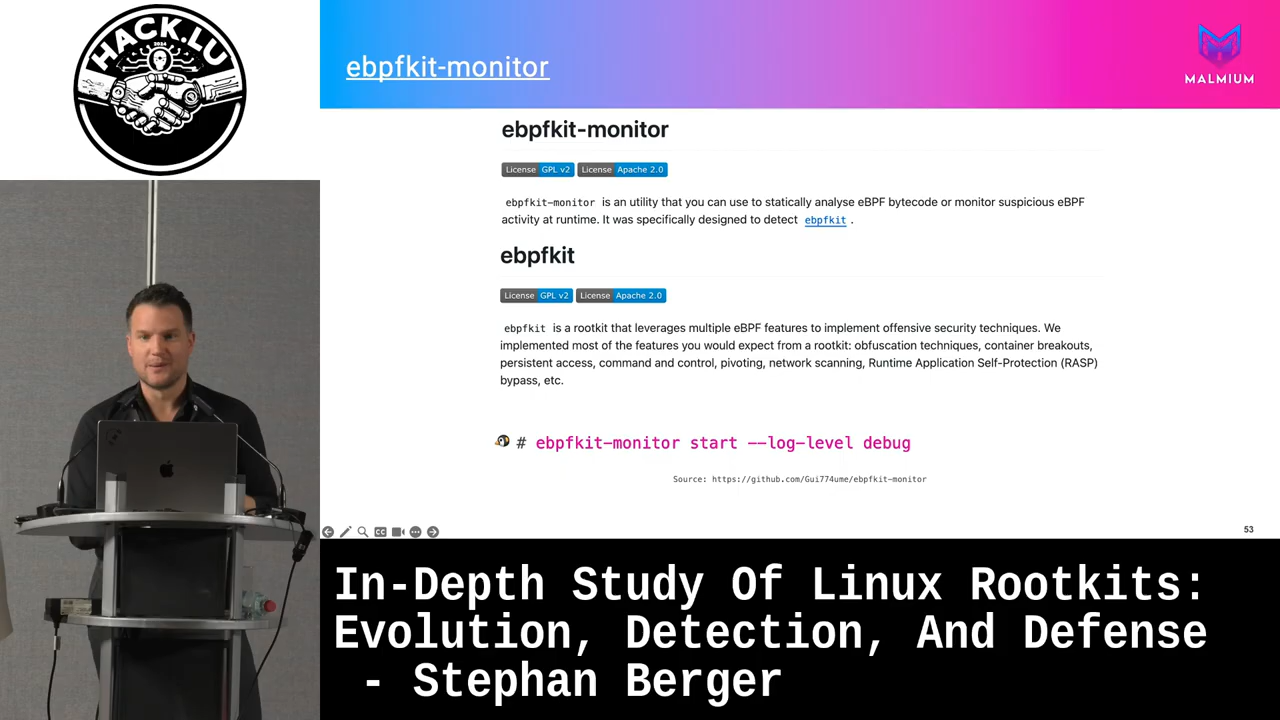 HACK.LU
2024
ebpfkit-monitor
MALMIUM
ebpfkit-monitor
License GPL v2 License Apache 2.0
ebpfkit-monitor is an utility that you can use to statically analyse eBPF bytecode or monitor suspicious eBPF
activity at runtime. It was specifically designed to detect ebpfkit .
ebpfkit
License GPL v2 License Apache 2.0
ebpfkit is a rootkit that leverages multiple eBPF features to implement offensive security techniques. We
implemented most of the features you would expect from a rootkit: obfuscation techniques, container breakouts,
persistent access, command and control, pivoting, network scanning, Runtime Application Self-Protection (RASP)
bypass, etc.
# ebpfkit-monitor start --log-level debug
Source: https://github.com/Gui774ume/ebpfkit-monitor
CC
53
In-Depth Study Of Linux Rootkits:
Evolution, Detection, And Defense
- Stephan Berger